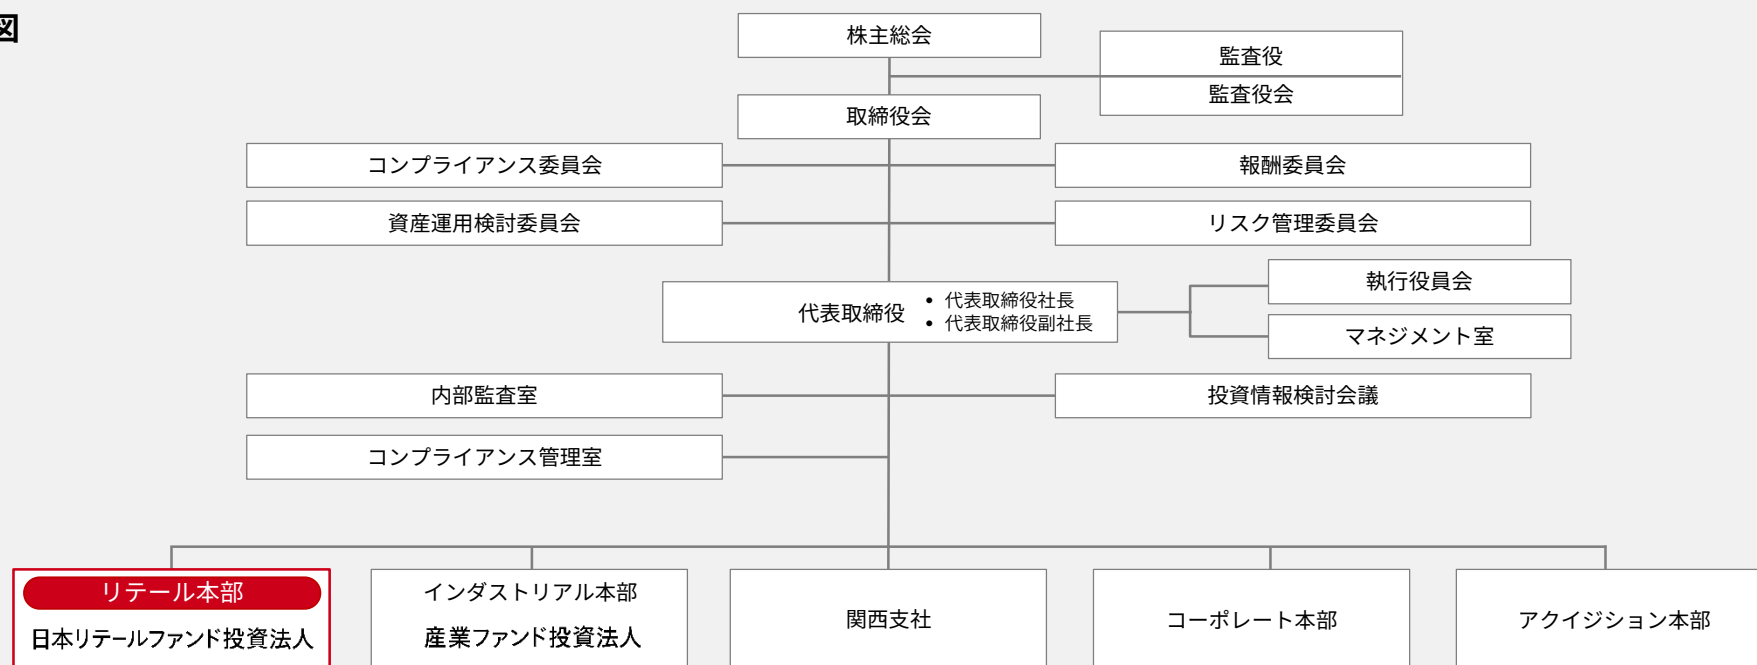 図
株主総会
監査役
監査役会
取締役会
コンプライアンス委員会
報酬委員会
資産運用検討委員会
リスク管理委員会
執行役員会
代表取締役
• 代表取締役社長
• 代表取締役副社長
マネジメント室
内部監査室
投資情報検討会議
コンプライアンス管理室
リテール本部
日本リテールファンド投資法人
インダストリアル本部
産業ファンド投資法人
関西支社
コーポレート本部
アクイジション本部